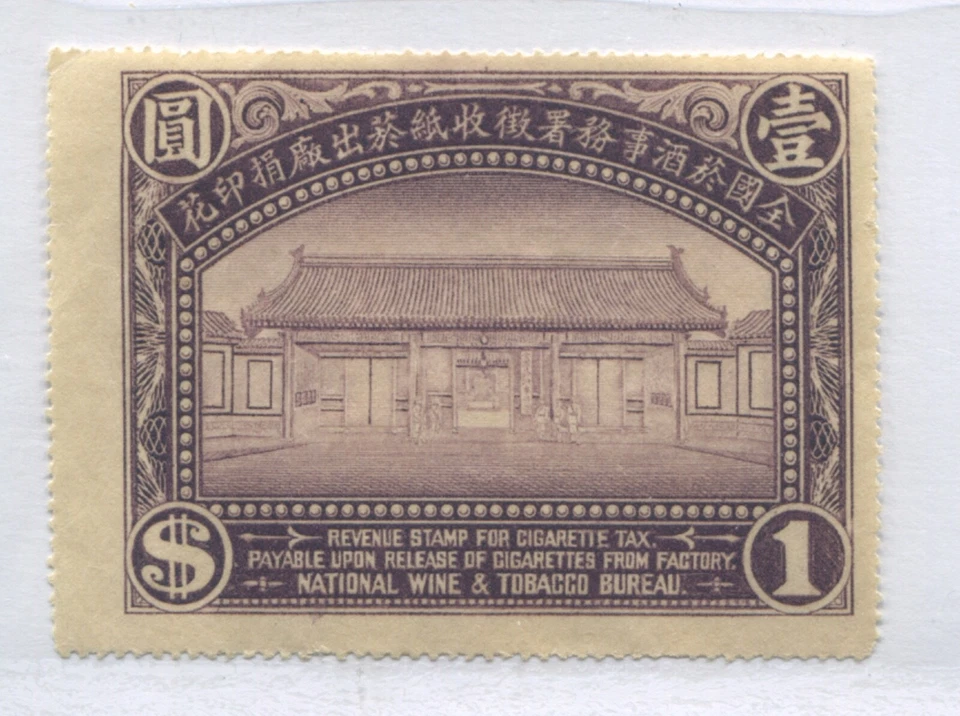 壹圓
全國菸酒事務署徵收紙菸出廠捐印花
$1
REVENUE STAMP FOR CIGARETTE TAX.
PAYABLE UPON RELEASE OF CIGARETTES FROM FACTORY.
NATIONAL WINE & TOBACCO BUREAU.